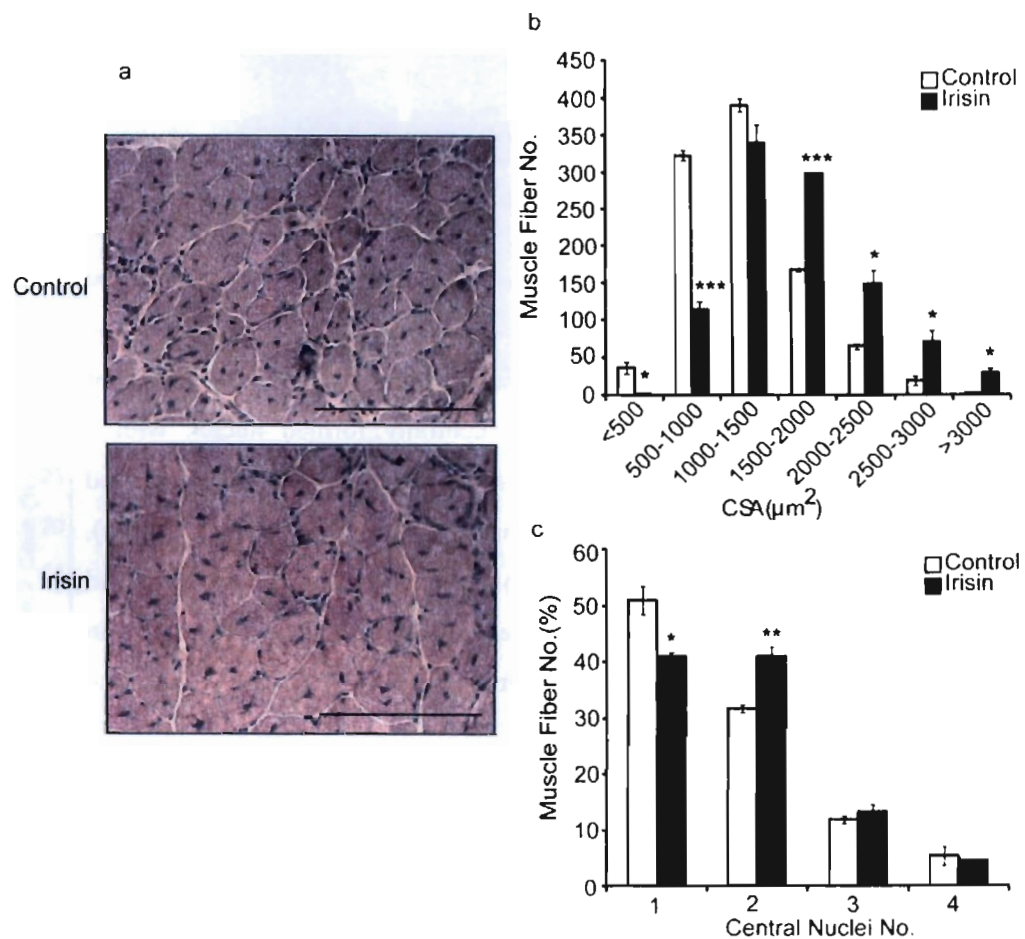 a
Control
Irisin
b
Muscle Fiber No.
450
400
350
300
250
200
150
100
50
0
Control
Irisin
*
***
***
*
*
*
<500
500-1000
1000-1500
1500-2000
2000-2500
2500-3000
>3000
CSA(µm²)
c
Muscle Fiber No.(%)
60
50
40
30
20
10
0
Control
Irisin
*
**
1
2
3
4
Central Nuclei No.